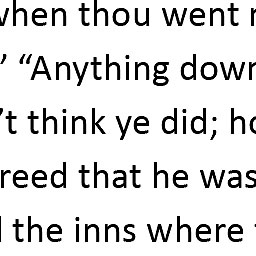 when thou went
” “Anything down
’t think ye did; ho
reed that he was
the inns where